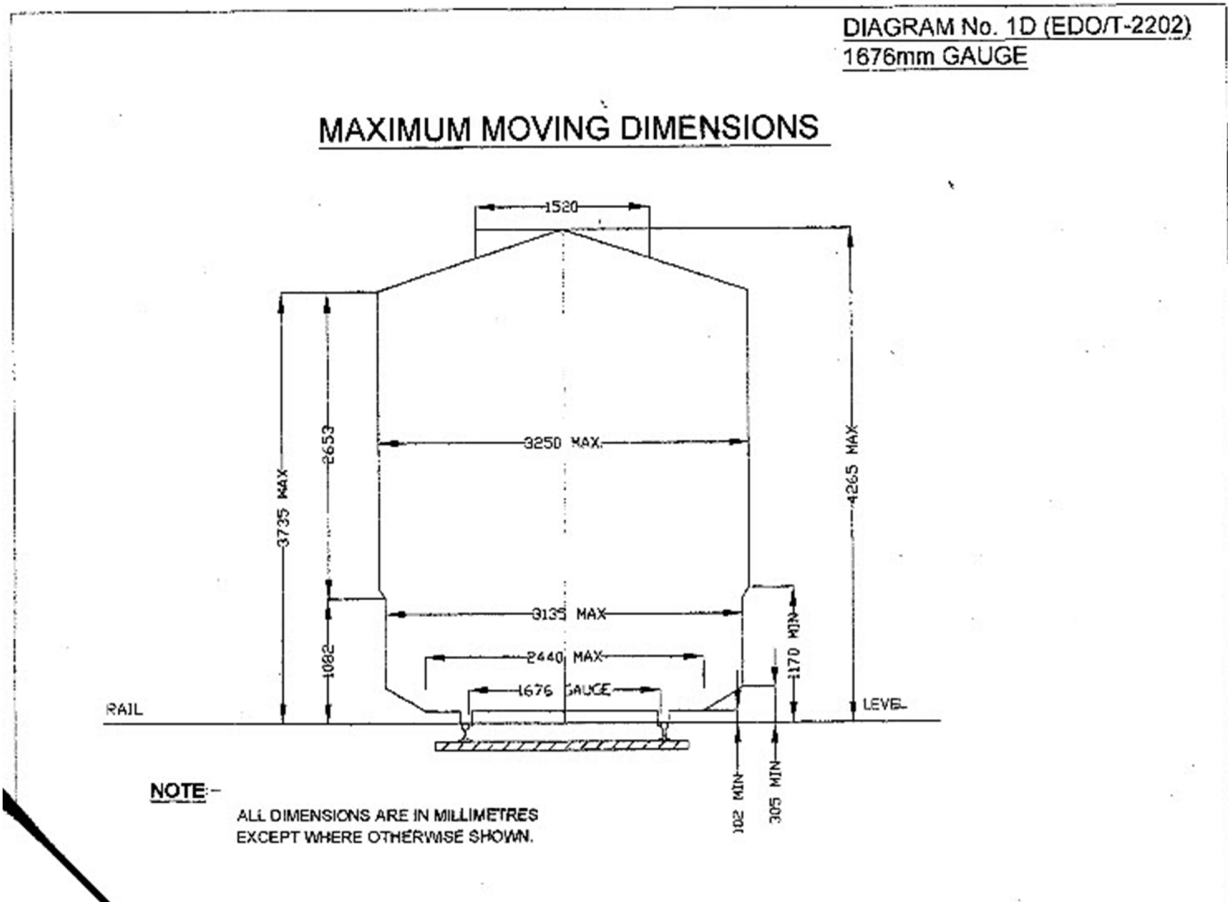 DIAGRAM No. 1D (EDO/T-2202)
1676mm GAUGE
MAXIMUM MOVING DIMENSIONS
1520
3735 MAX
2653
3250 MAX.
4265 MAX
3135 MAX
1082
2440 MAX
1170 MIN
1676 GAUGE
RAIL
LEVEL
102 MIN
305 MIN
NOTE:-
ALL DIMENSIONS ARE IN MILLIMETRES
EXCEPT WHERE OTHERWISE SHOWN.